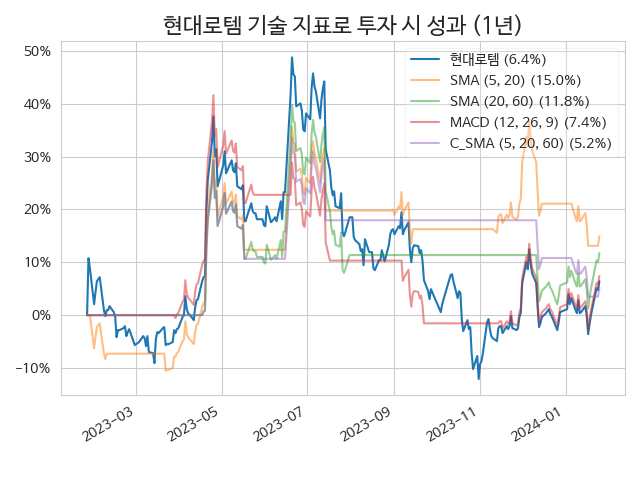 현대로템 기술 지표로 투자 시 성과 (1년)
현대로템 (6.4%)
SMA (5, 20) (15.0%)
SMA (20, 60) (11.8%)
MACD (12, 26, 9) (7.4%)
C_SMA (5, 20, 60) (5.2%)
50%
40%
30%
20%
10%
0%
−10%
2023−03
2023−05
2023−07
2023−09
2023−11
2024−01